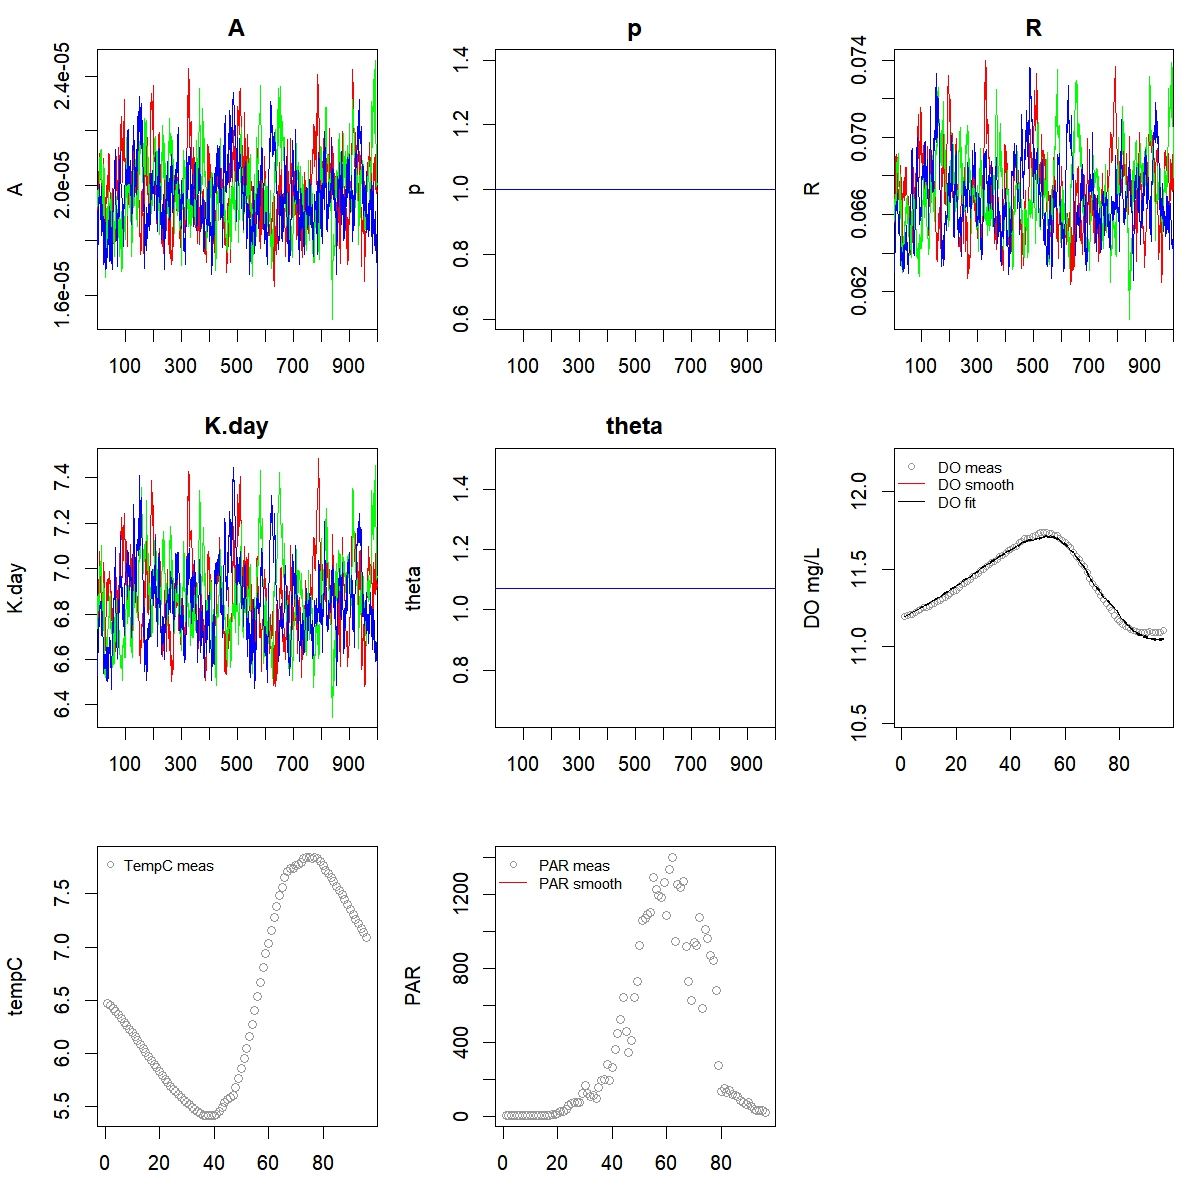 A
p
R
A
1.6e-05 2.0e-05 2.4e-05
100 300 500 700 900
p
0.6 0.8 1.0 1.2 1.4
100 300 500 700 900
R
0.062 0.066 0.070 0.074
100 300 500 700 900
K.day
theta
K.day
6.4 6.6 6.8 7.0 7.2 7.4
100 300 500 700 900
theta
0.8 1.0 1.2 1.4
100 300 500 700 900
DO mg/L
10.5 11.0 11.5 12.0
DO meas
DO smooth
DO fit
0 20 40 60 80
tempC
5.5 6.0 6.5 7.0 7.5
TempC meas
0 20 40 60 80
PAR
0 400 800 1200
PAR meas
PAR smooth
0 20 40 60 80